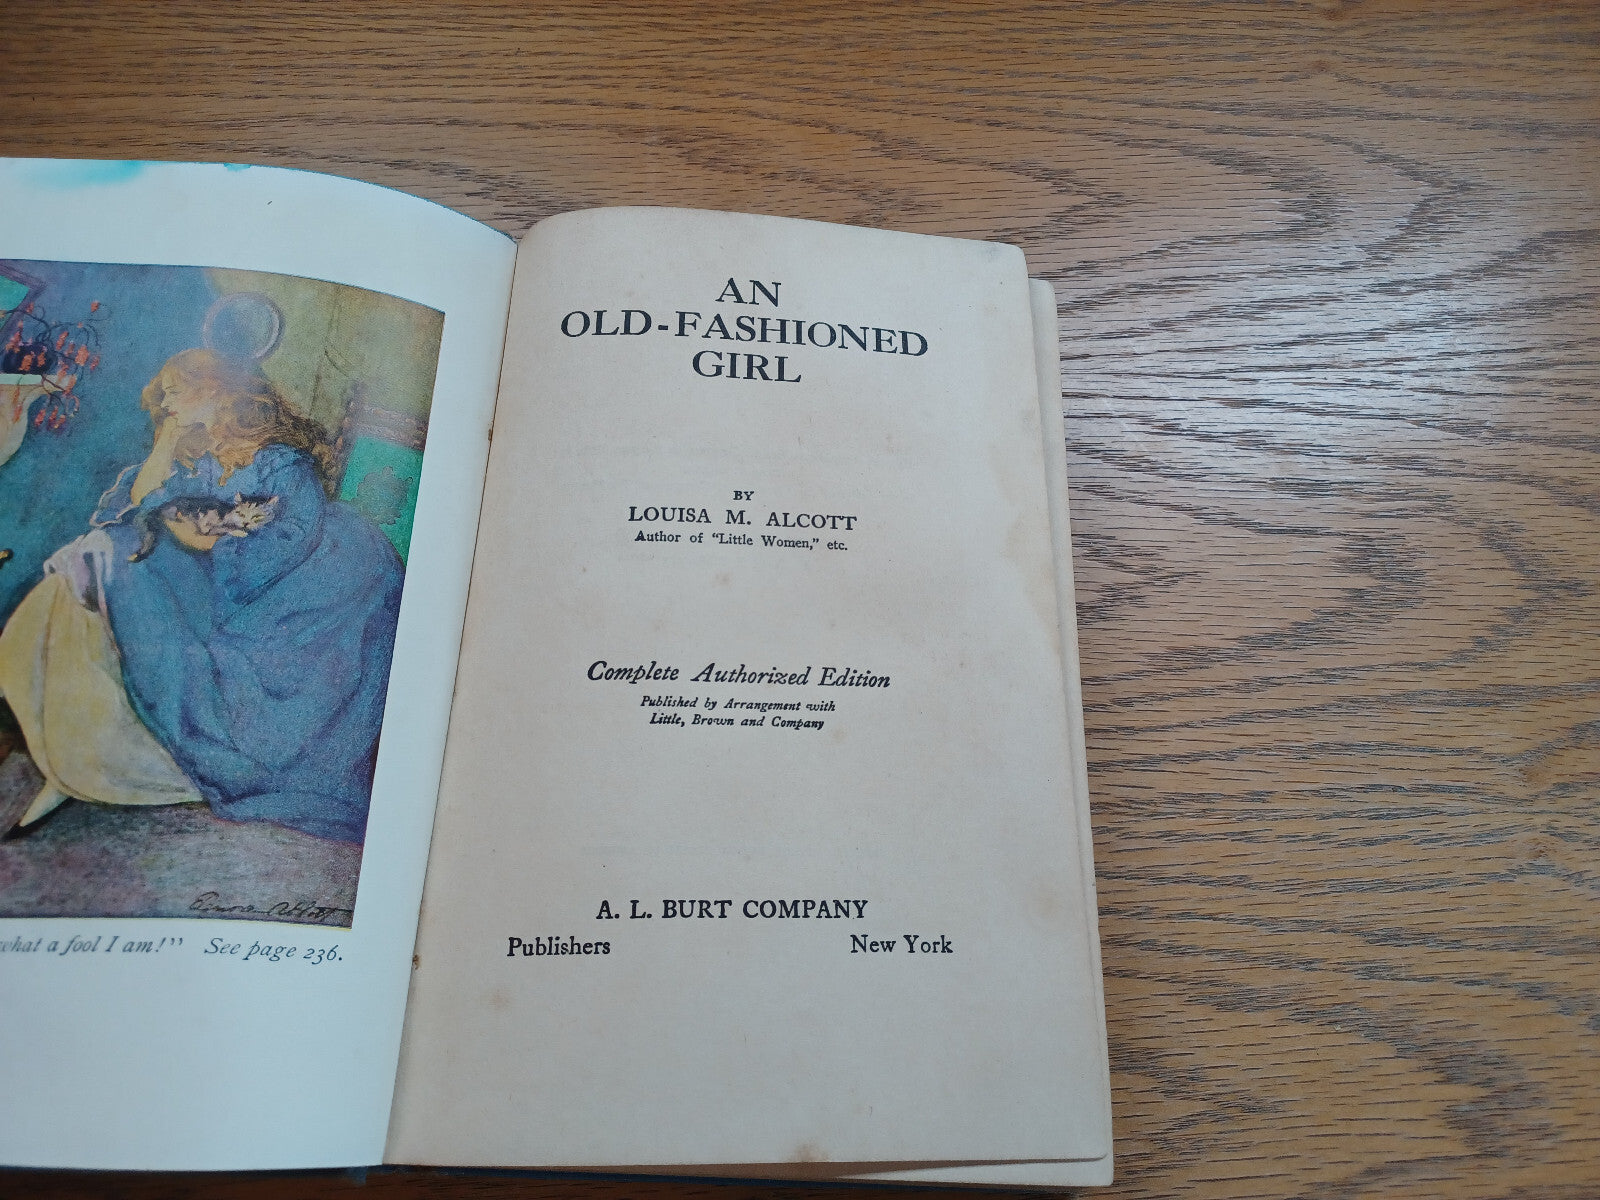 what a fool I am!" See page 236.
AN
OLD-FASHIONED
GIRL
BY
LOUISA M. ALCOTT
Author of "Little Women," etc.
Complete Authorized Edition
Published by Arrangement with
Little, Brown and Company
A. L. BURT COMPANY
Publishers New York